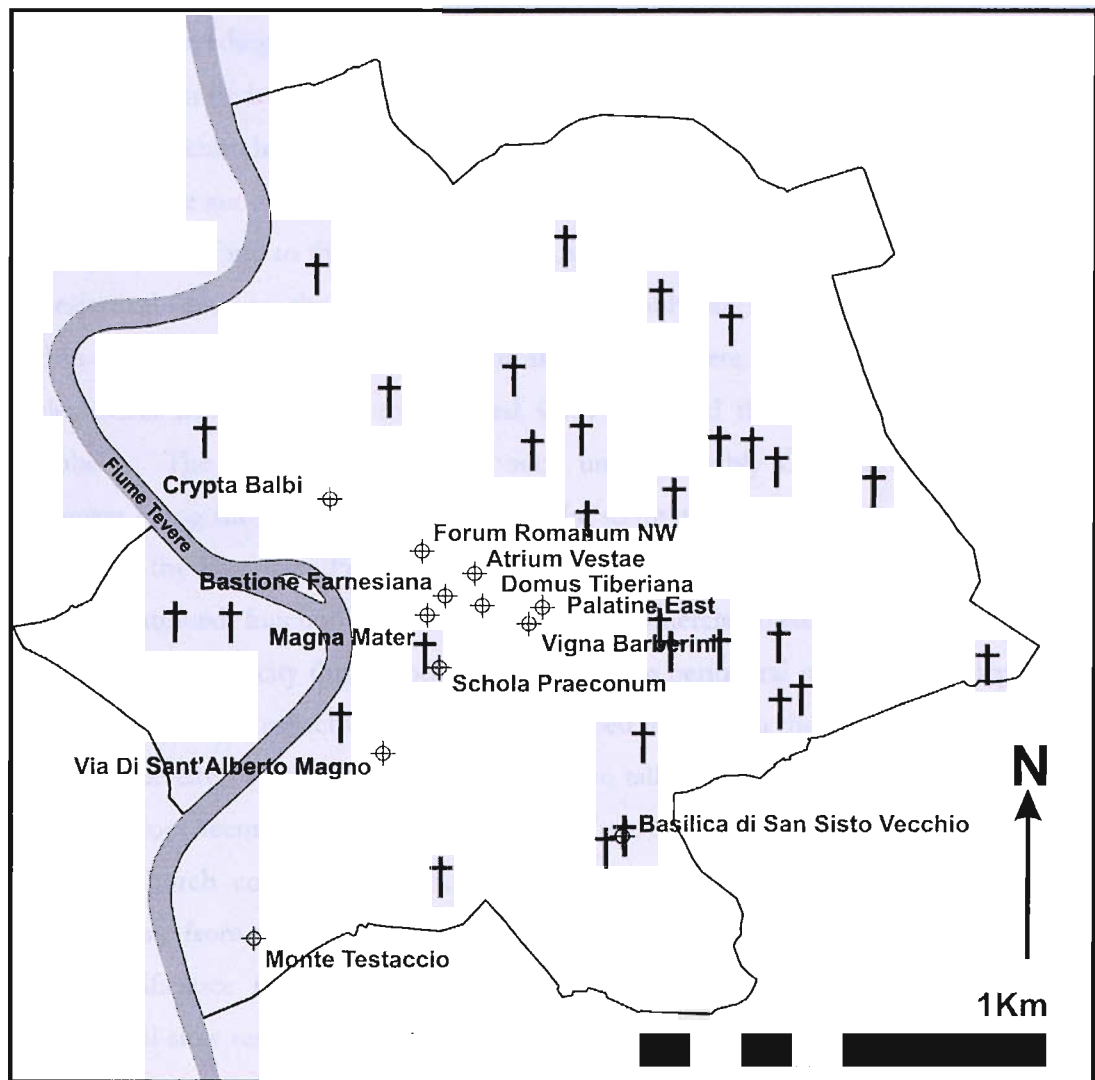 Crypta Balbi
Fiume Tevere
Forum Romanum NW
Atrium Vestae
Bastione Farnesiana
Domus Tiberiana
Palatine East
Magna Mater
Vigna Barberini
Schola Praeconum
Via Di Sant'Alberto Magno
N
Basilica di San Sisto Vecchio
Monte Testaccio
1Km